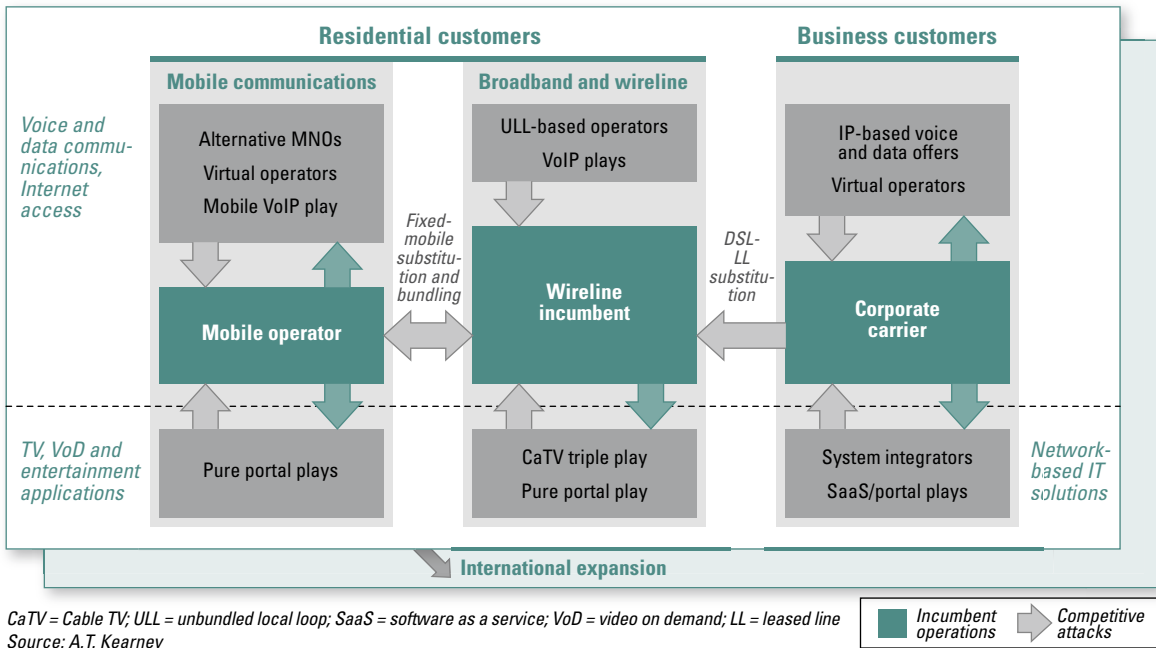 Residential customers
Business customers
Mobile communications
Broadband and wireline
Voice and
data commu-
nications,
Internet
access
Alternative MNOs
Virtual operators
Mobile VoIP play
ULL-based operators
VoIP plays
IP-based voice
and data offers
Virtual operators
Fixed-
mobile
substitu-
tion and
bundling
DSL-
LL
substitu-
tion
Mobile operator
Wireline
incumbent
Corporate
carrier
TV, VoD and
entertainment
applications
Pure portal plays
CaTV triple play
Pure portal play
System integrators
SaaS/portal plays
Network-
based IT
solutions
International expansion
CaTV = Cable TV; ULL = unbundled local loop; SaaS = software as a service; VoD = video on demand; LL = leased line
Source: A.T. Kearney
Incumbent
operations
Competitive
attacks